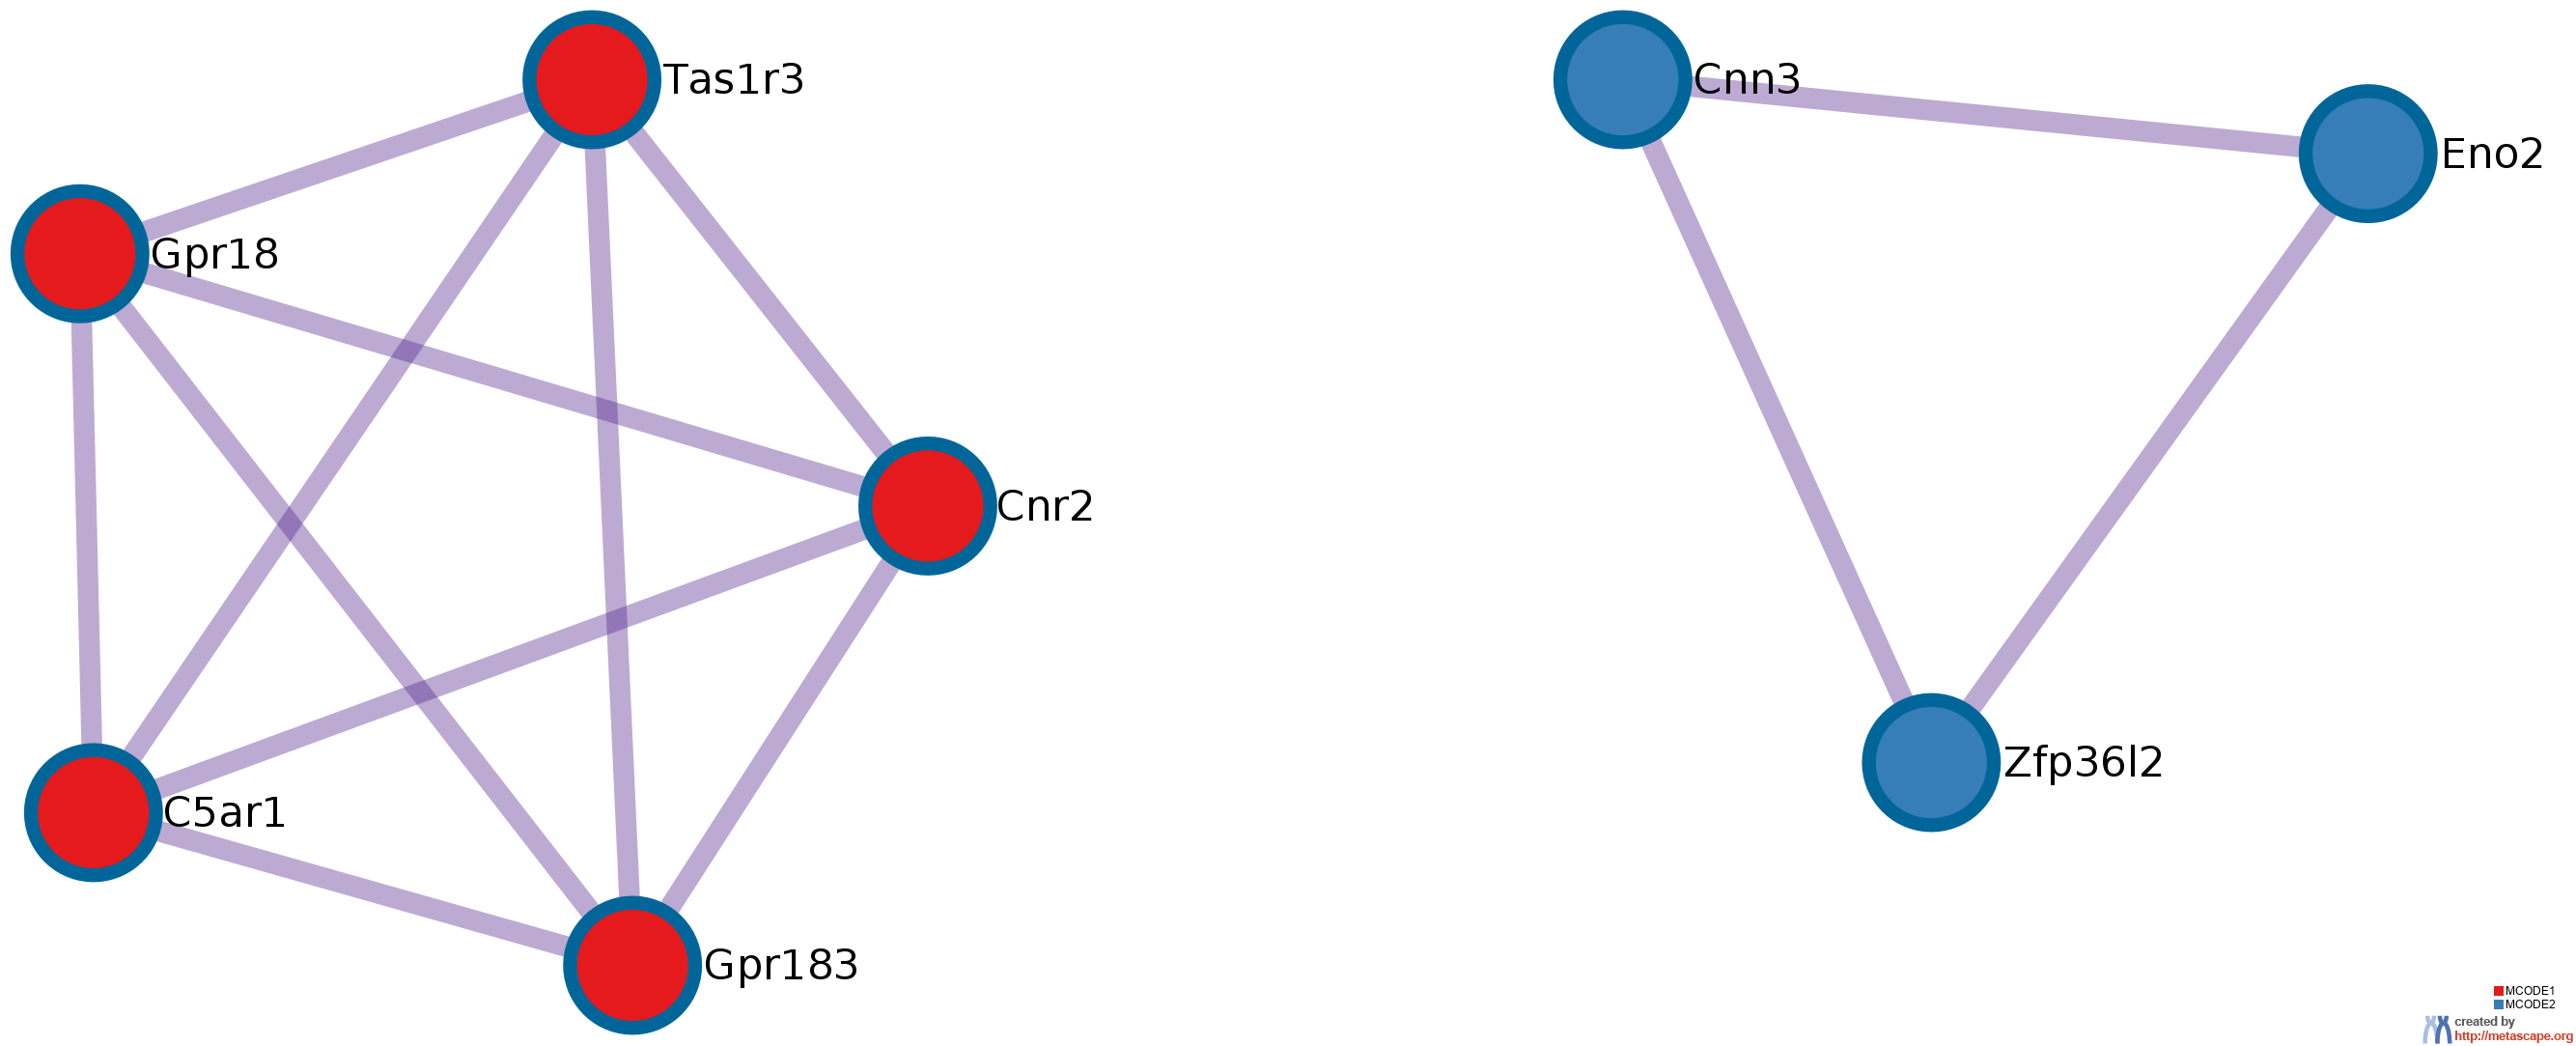 Tas1r3
Cnn3
Eno2
Gpr18
Cnr2
Zfp36l2
C5ar1
Gpr183
MCODE1
MCODE2
created by
http://metascape.org